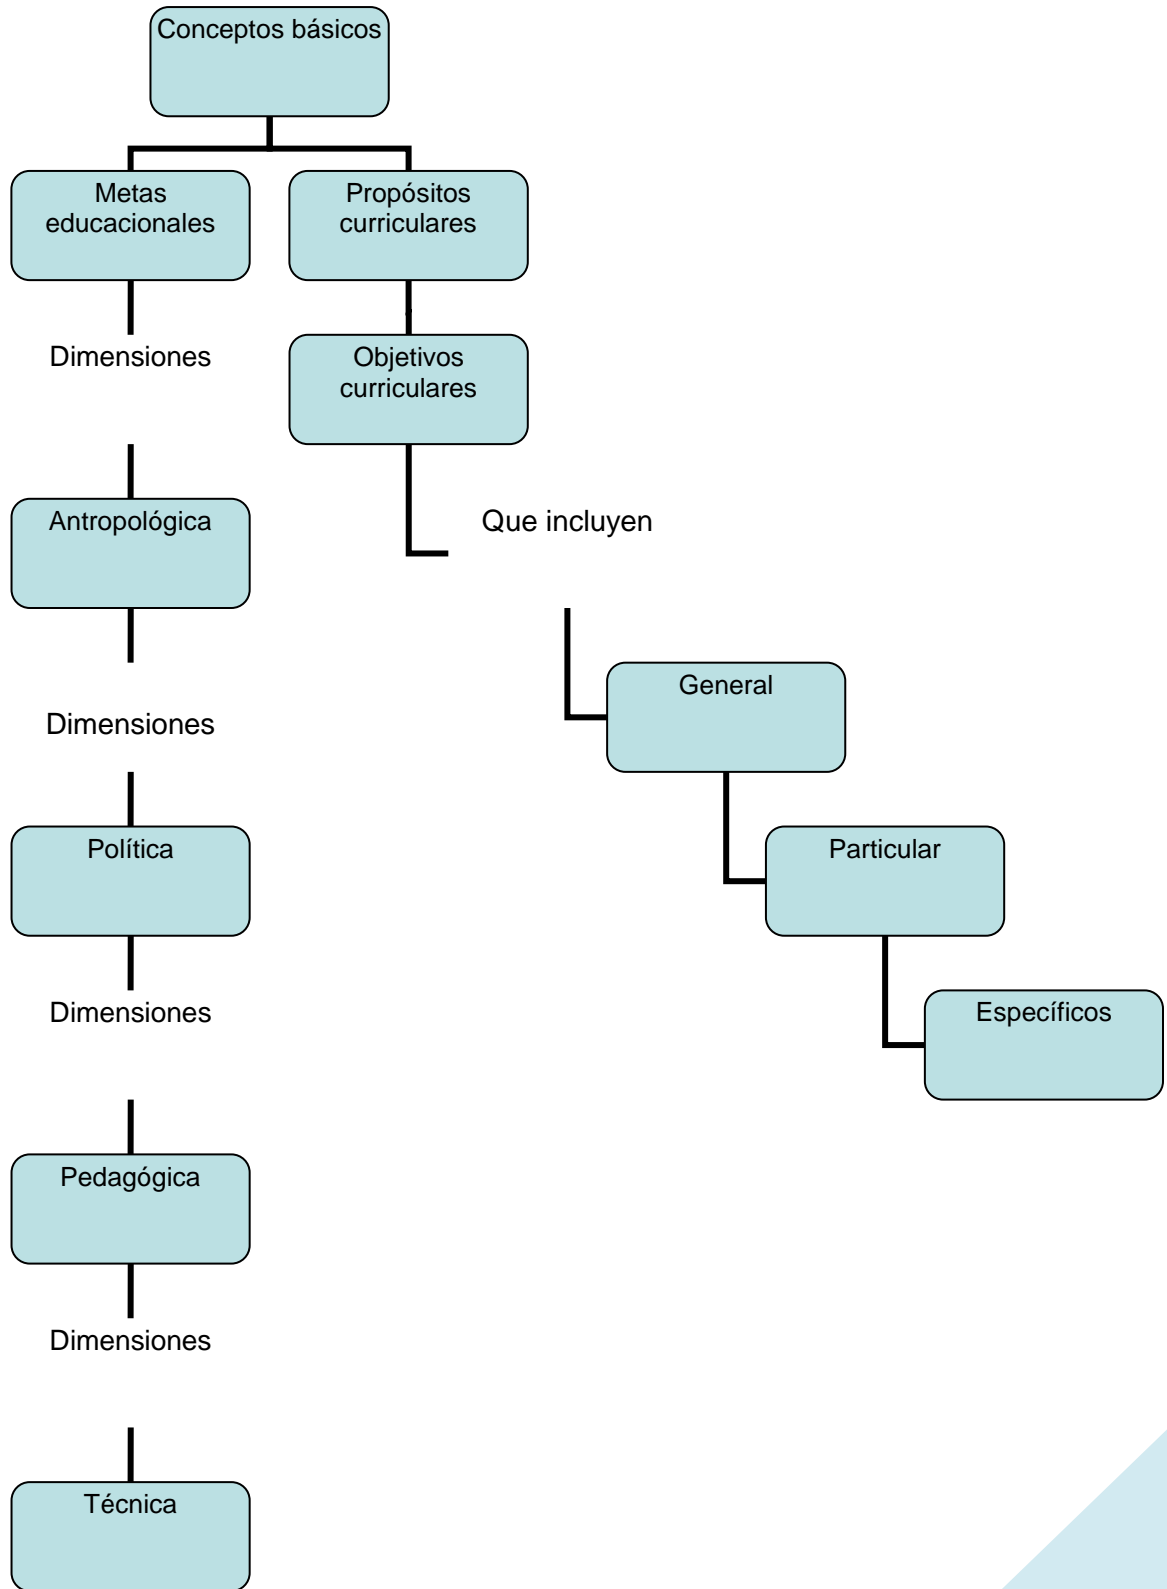 Conceptos básicos
Metas
educacionales
Propósitos
curriculares
Dimensiones
Objetivos
curriculares
Antropológica
Que incluyen
General
Dimensiones
Política
Particular
Dimensiones
Específicos
Pedagógica
Dimensiones
Técnica